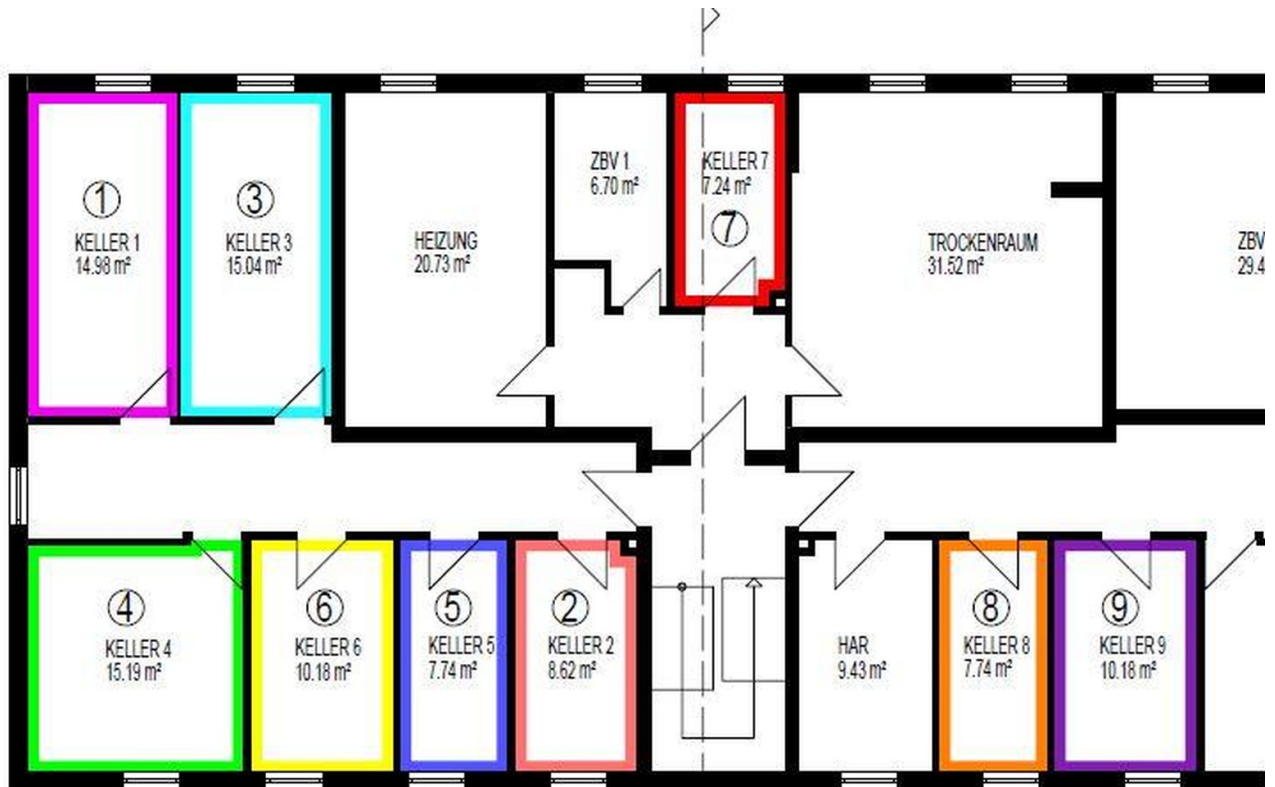 1
KELLER 1
14.98 m²
3
KELLER 3
15.04 m²
HEIZUNG
20.73 m²
ZBV 1
6.70 m²
KELLER 7
7.24 m²
7
TROCKENRAUM
31.52 m²
ZBV
29.4
4
KELLER 4
15.19 m²
6
KELLER 6
10.18 m²
5
KELLER 5
7.74 m²
2
KELLER 2
8.62 m²
HAR
9.43 m²
8
KELLER 8
7.74 m²
9
KELLER 9
10.18 m²